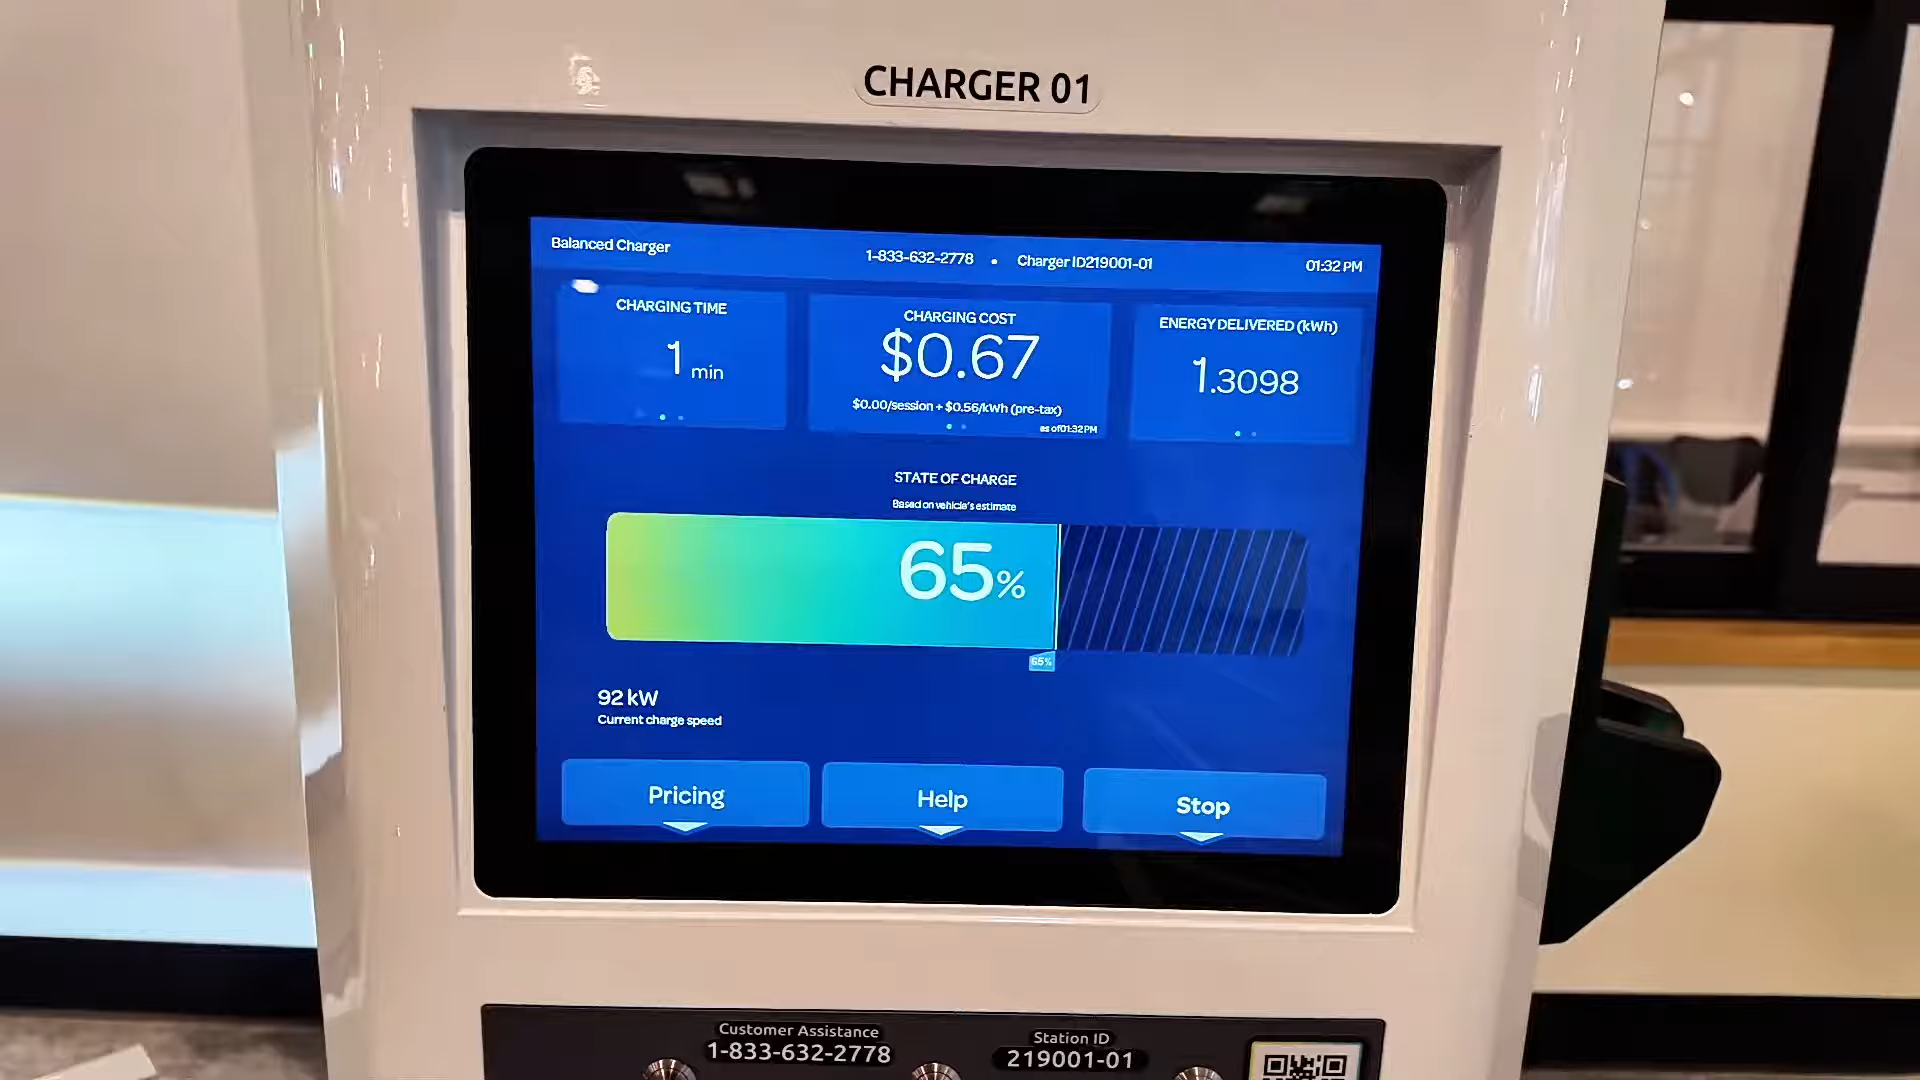 CHARGER 01
Balanced Charger
1-833-632-2778 • Charger ID219001-01
01:32 PM
CHARGING TIME
1 min
CHARGING COST
$0.67
$0.00/session + $0.56/kWh (pre-tax)
as of 01:32 PM
ENERGY DELIVERED (kWh)
1.3098
STATE OF CHARGE
Based on vehicle's estimate
65%
65%
92 kW
Current charge speed
Pricing
Help
Stop
Customer Assistance
1-833-632-2778
Station ID
219001-01